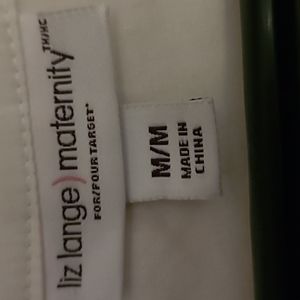 liz lange) maternity TM/MC
FOR/POUR TARGET*
M/M
MADE IN
CHINA